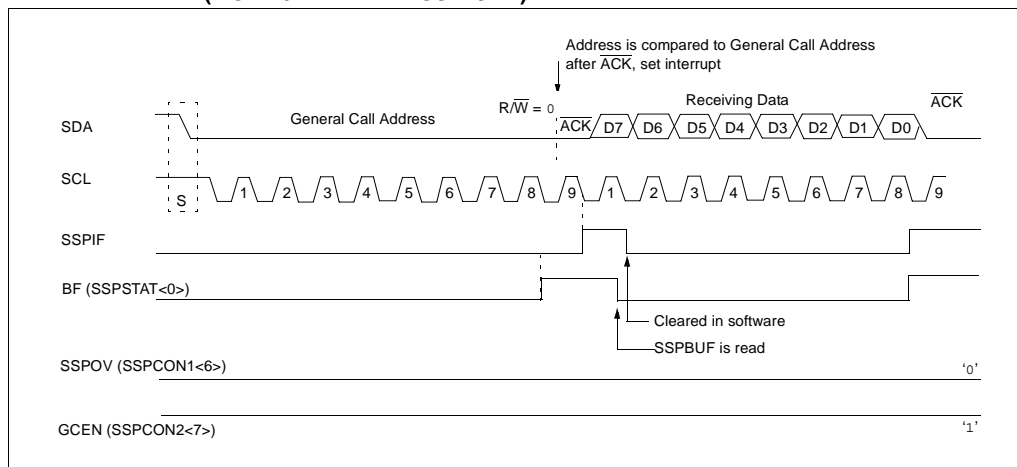 Address is compared to General Call Address
after ACK, set interrupt
R/W = 0
Receiving Data
ACK
General Call Address
SDA
ACK D7 D6 D5 D4 D3 D2 D1 D0
SCL
S
1 2 3 4 5 6 7 8 9 1 2 3 4 5 6 7 8 9
SSPIF
BF (SSPSTAT<0>)
Cleared in software
SSPBUF is read
SSPOV (SSPCON1<6>)
‘0’
GCEN (SSPCON2<7>)
‘1’